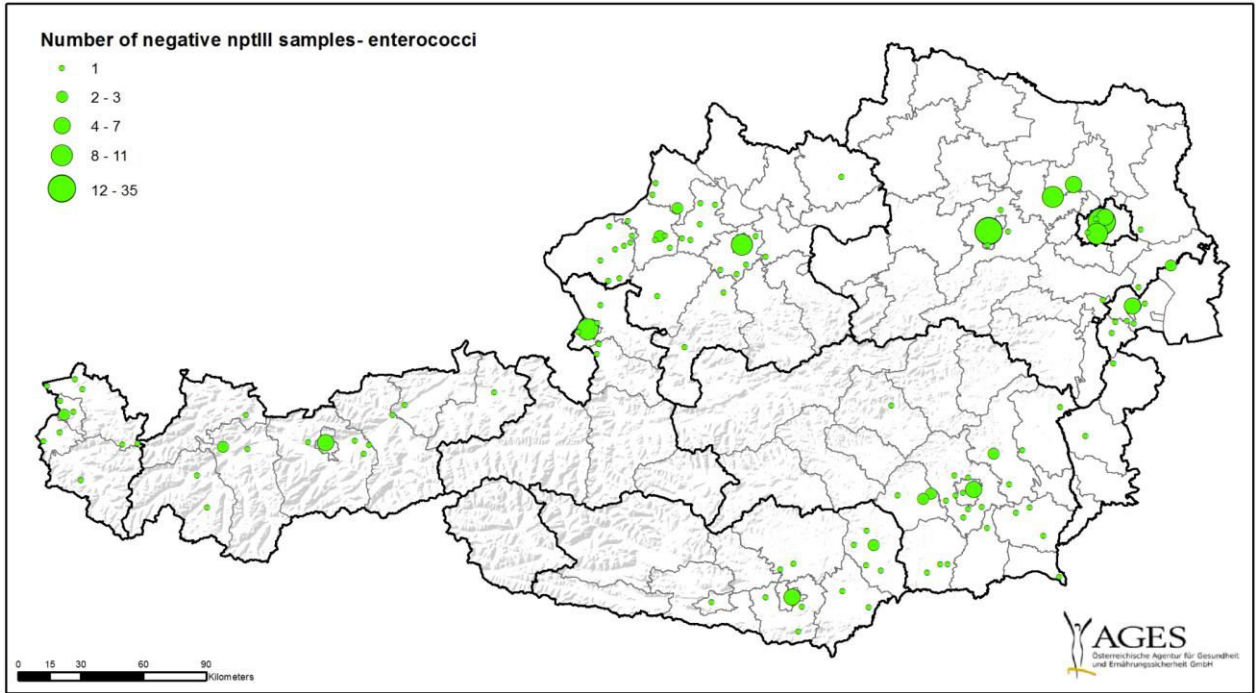 Number of negative nptIII samples- enterococci
1
2 - 3
4 - 7
8 - 11
12 - 35
0 15 30 60 90
Kilometers
AGES
Österreichische Agentur für Gesundheit
und Ernährungssicherheit GmbH